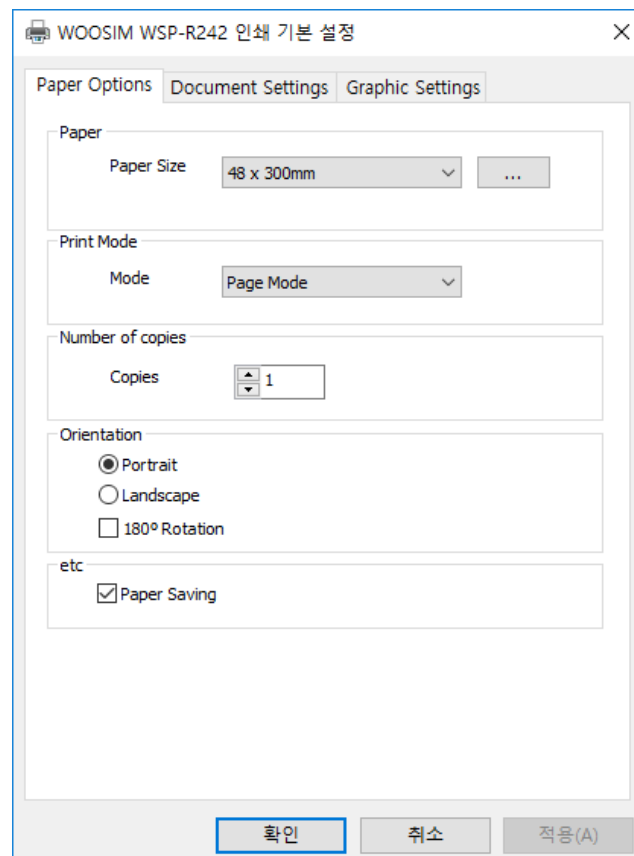 WOOSIM WSP-R242 인쇄 기본 설정
Paper Options Document Settings Graphic Settings
Paper
Paper Size 48 x 300mm ...
Print Mode
Mode Page Mode
Number of copies
Copies 1
Orientation
Portrait
Landscape
180º Rotation
etc
Paper Saving
확인 취소 적용(A)